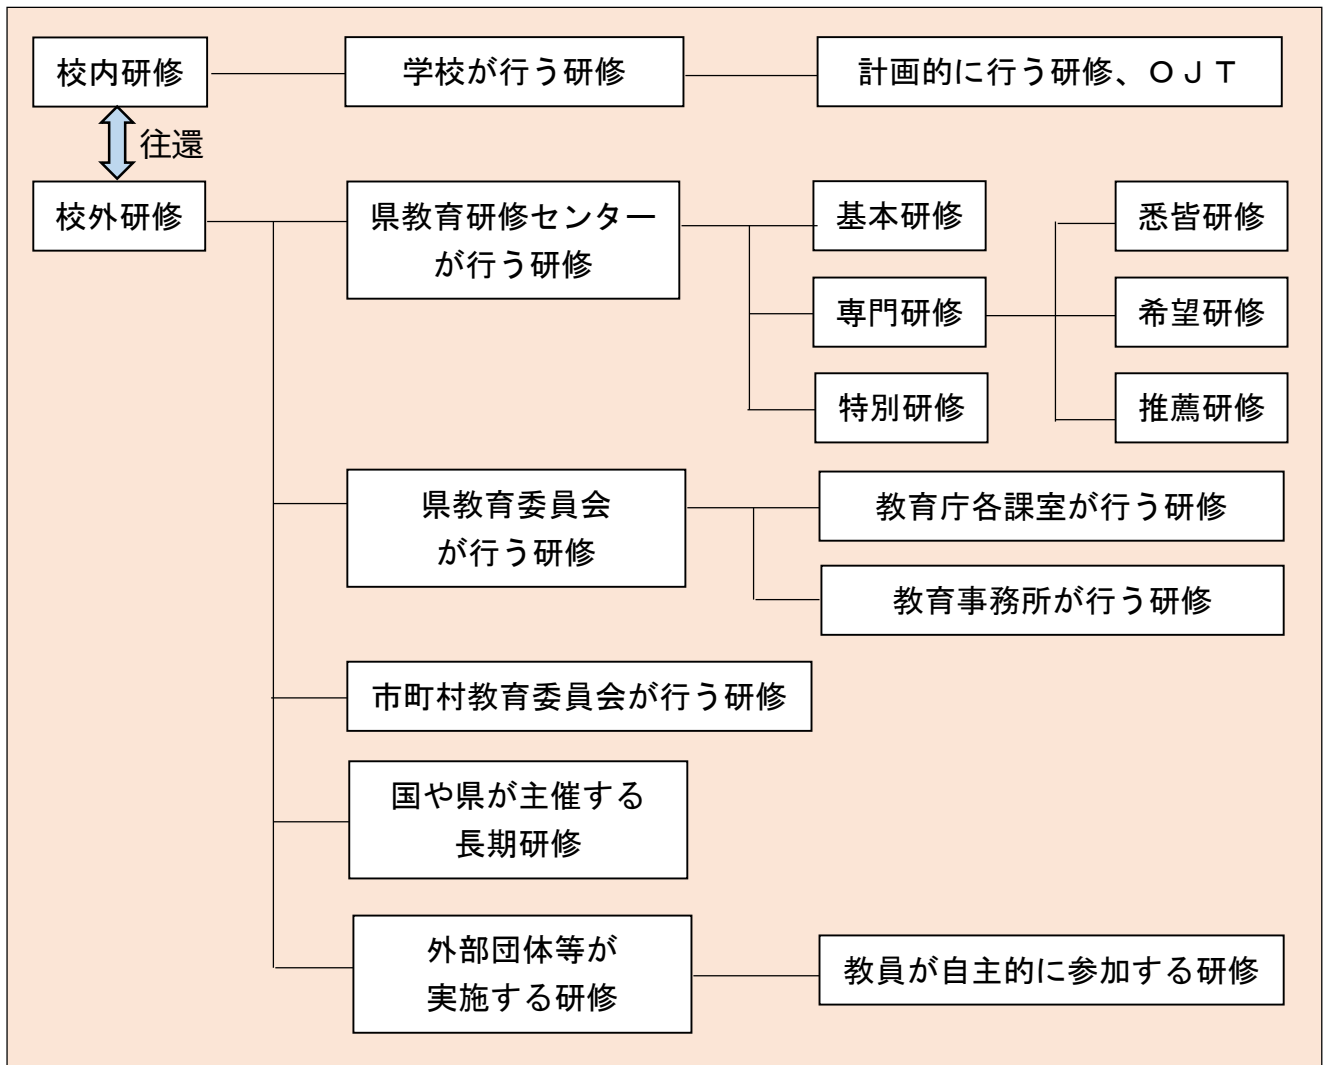 校内研修
学校が行う研修
計画的に行う研修、ＯＪＴ
往還
校外研修
県教育研修センター
が行う研修
基本研修
悉皆研修
専門研修
希望研修
特別研修
推薦研修
県教育委員会
が行う研修
教育庁各課室が行う研修
教育事務所が行う研修
市町村教育委員会が行う研修
国や県が主催する
長期研修
外部団体等が
実施する研修
教員が自主的に参加する研修